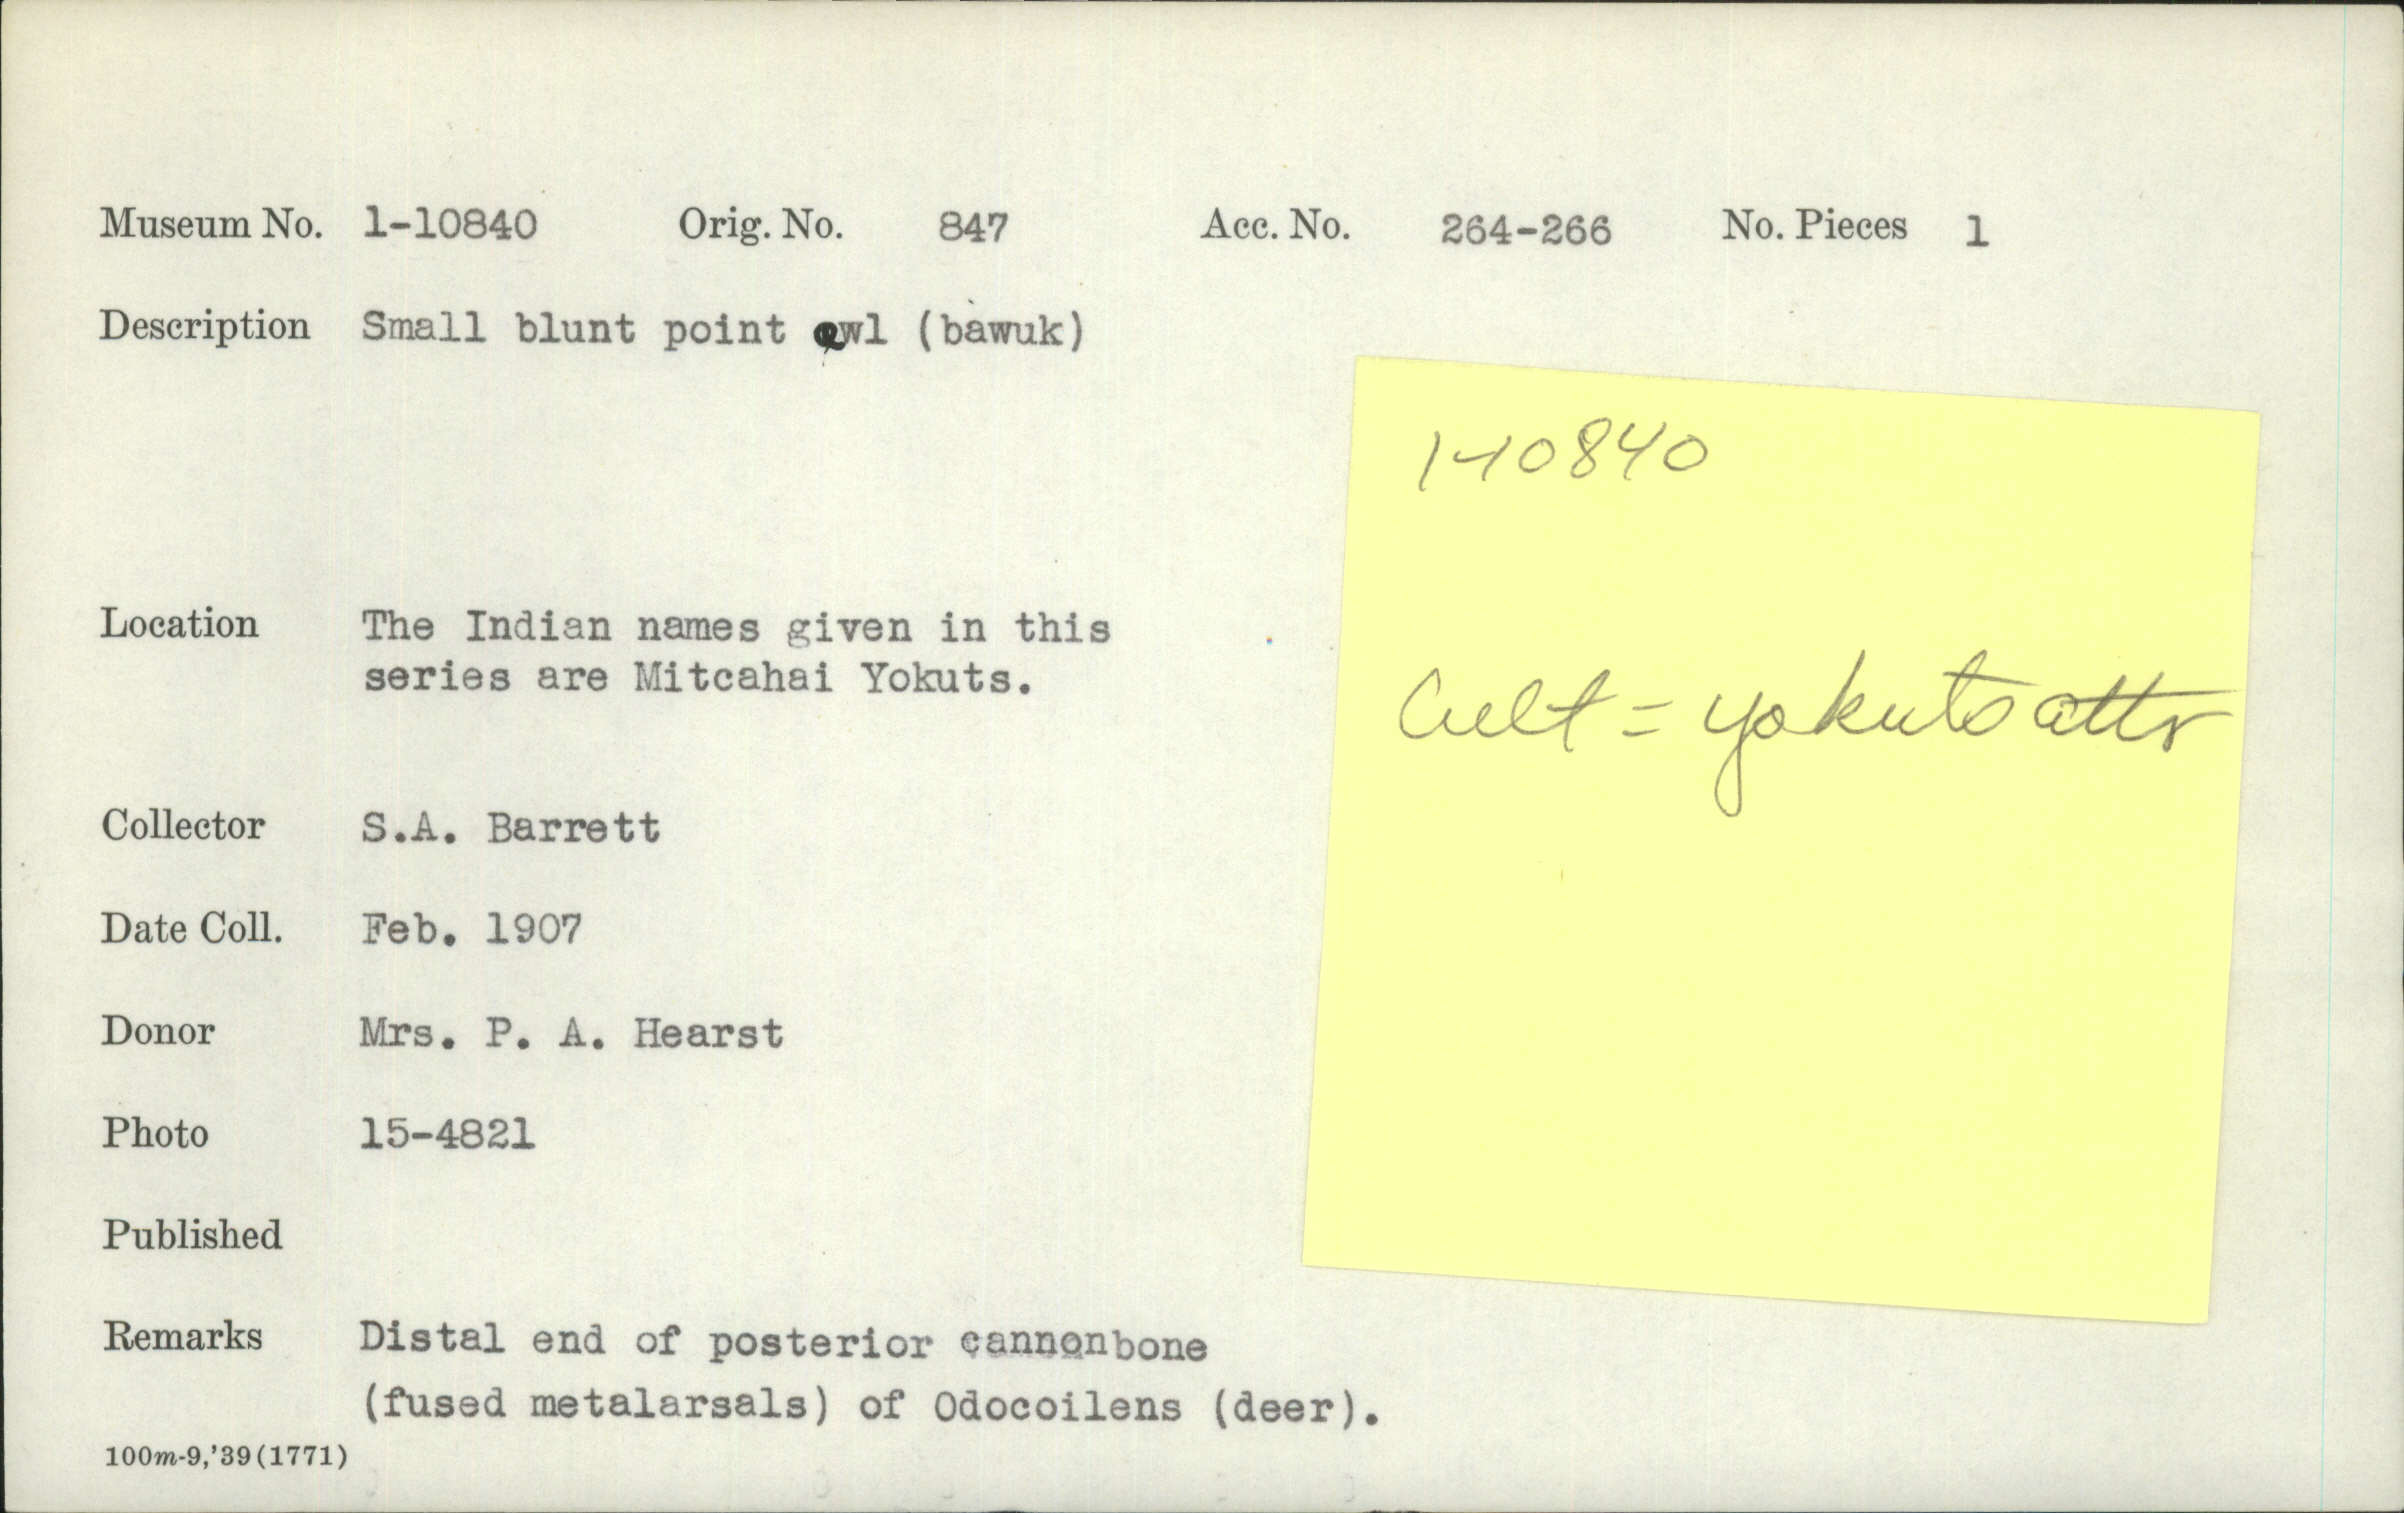 Museum No. 1-10840 Orig. No. 847 Acc. No. 264-266 No. Pieces 1
Description Small blunt point awl (bawuk)
1-10840
Location The Indian names given in this
series are Mitcahai Yokuts.
Cult = Yokuts attr
Collector S.A. Barrett
Date Coll. Feb. 1907
Donor Mrs. P. A. Hearst
Photo 15-4821
Published
Remarks Distal end of posterior cannonbone
(fused metalarsals) of Odocoilens (deer).
100m-9,'39(1771)